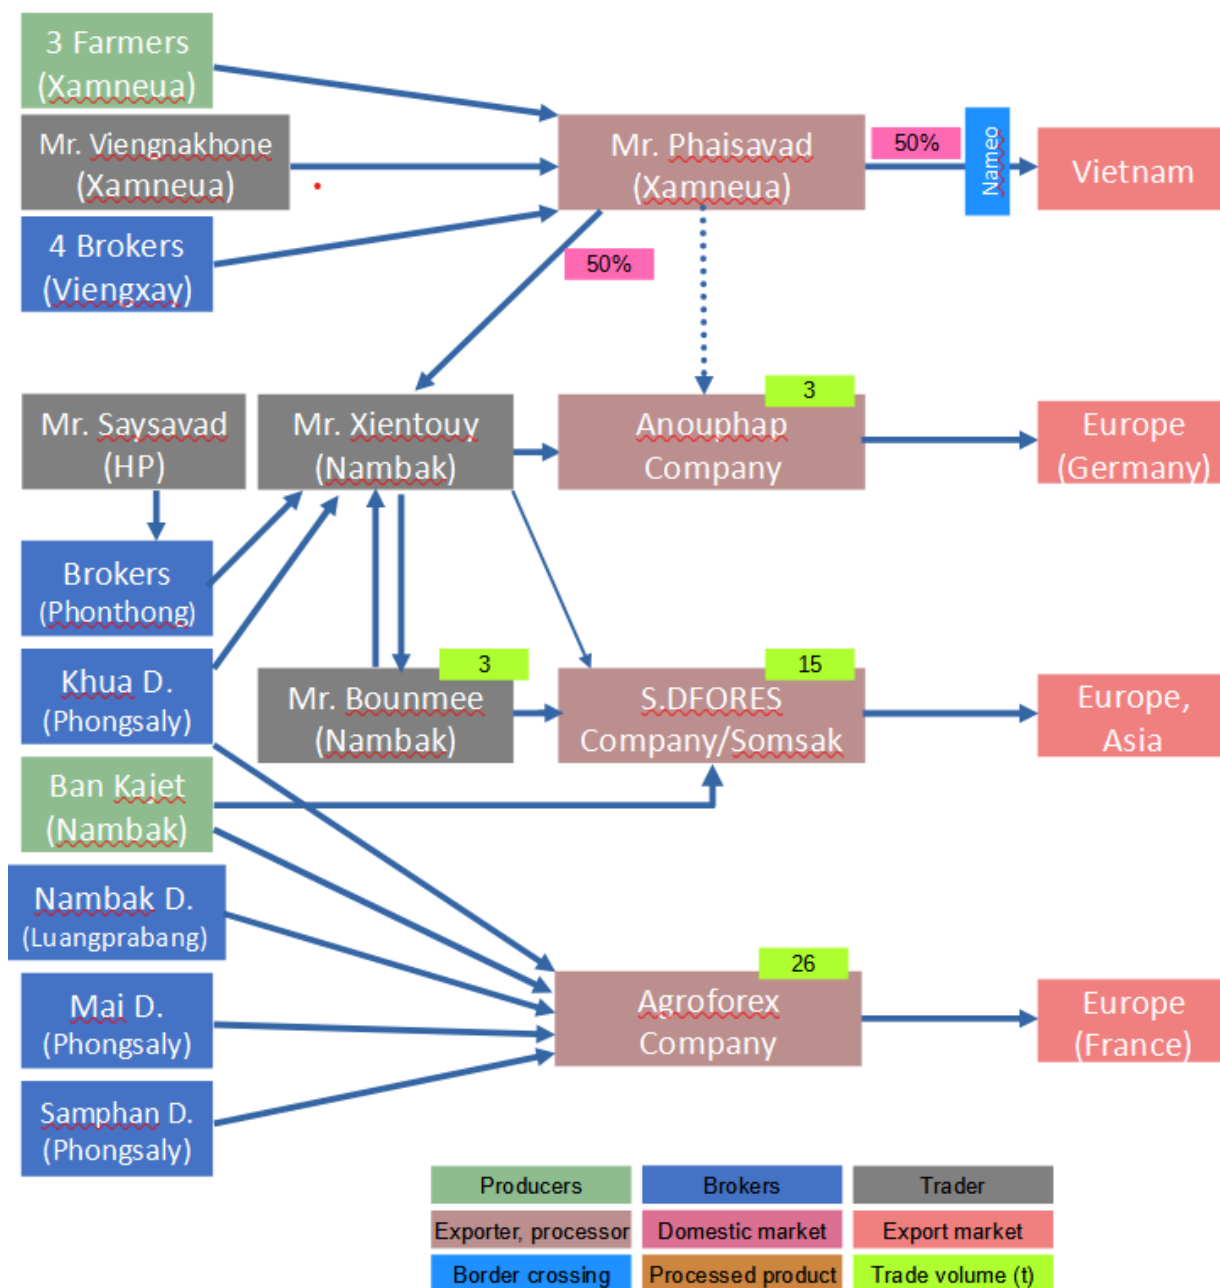 3 Farmers
(Xamneua)
Mr. Viengnakhone
(Xamneua)
4 Brokers
(Viengxay)
Mr. Phaisavad
(Xamneua)
50%
Nameo
Vietnam
50%
Mr. Saysavad
(HP)
Mr. Xientouy
(Nambak)
3
Anouphap
Company
Europe
(Germany)
Brokers
(Phonthong)
Khua D.
(Phongsaly)
3
Mr. Bounmee
(Nambak)
15
S.DFORES
Company/Somsak
Europe,
Asia
Ban Kajet
(Nambak)
Nambak D.
(Luangprabang)
Mai D.
(Phongsaly)
Samphan D.
(Phongsaly)
26
Agroforex
Company
Europe
(France)
Producers
Brokers
Trader
Exporter, processor
Domestic market
Export market
Border crossing
Processed product
Trade volume (t)